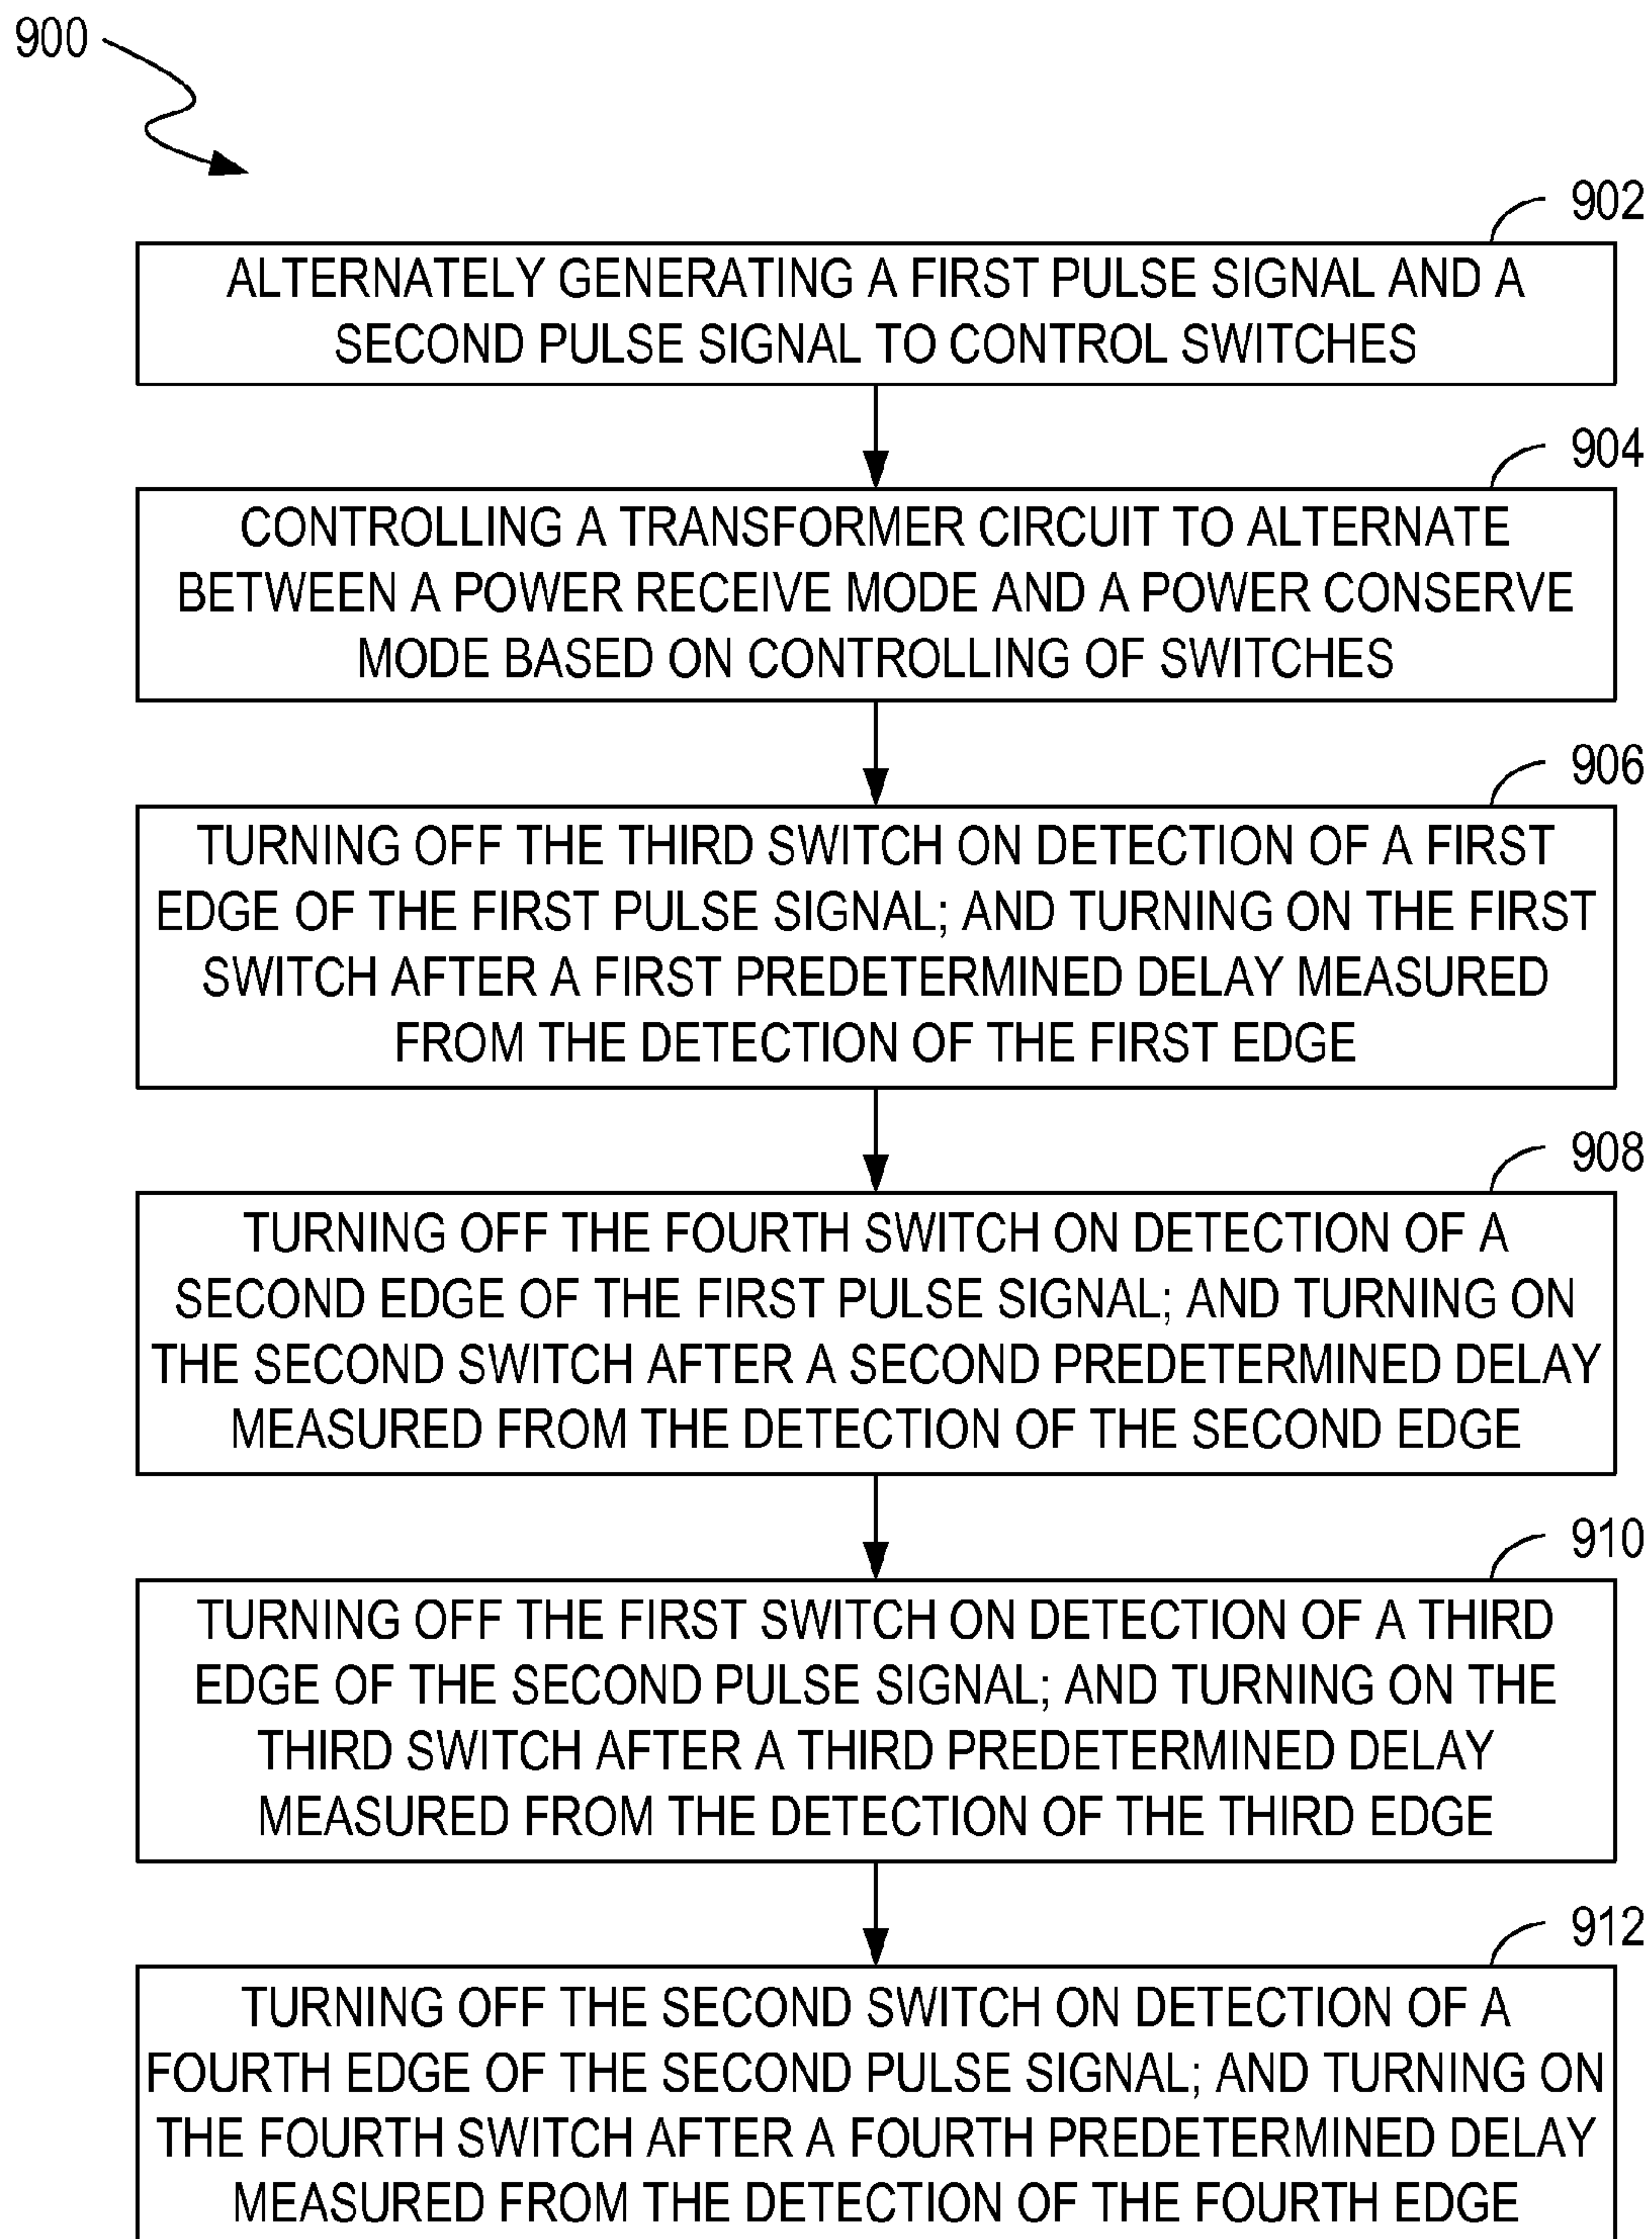 900
902
ALTERNATELY GENERATING A FIRST PULSE SIGNAL AND A
SECOND PULSE SIGNAL TO CONTROL SWITCHES
904
CONTROLLING A TRANSFORMER CIRCUIT TO ALTERNATE
BETWEEN A POWER RECEIVE MODE AND A POWER CONSERVE
MODE BASED ON CONTROLLING OF SWITCHES
906
TURNING OFF THE THIRD SWITCH ON DETECTION OF A FIRST
EDGE OF THE FIRST PULSE SIGNAL; AND TURNING ON THE FIRST
SWITCH AFTER A FIRST PREDETERMINED DELAY MEASURED
FROM THE DETECTION OF THE FIRST EDGE
908
TURNING OFF THE FOURTH SWITCH ON DETECTION OF A
SECOND EDGE OF THE FIRST PULSE SIGNAL; AND TURNING ON
THE SECOND SWITCH AFTER A SECOND PREDETERMINED DELAY
MEASURED FROM THE DETECTION OF THE SECOND EDGE
910
TURNING OFF THE FIRST SWITCH ON DETECTION OF A THIRD
EDGE OF THE SECOND PULSE SIGNAL; AND TURNING ON THE
THIRD SWITCH AFTER A THIRD PREDETERMINED DELAY
MEASURED FROM THE DETECTION OF THE THIRD EDGE
912
TURNING OFF THE SECOND SWITCH ON DETECTION OF A
FOURTH EDGE OF THE SECOND PULSE SIGNAL; AND TURNING ON
THE FOURTH SWITCH AFTER A FOURTH PREDETERMINED DELAY
MEASURED FROM THE DETECTION OF THE FOURTH EDGE